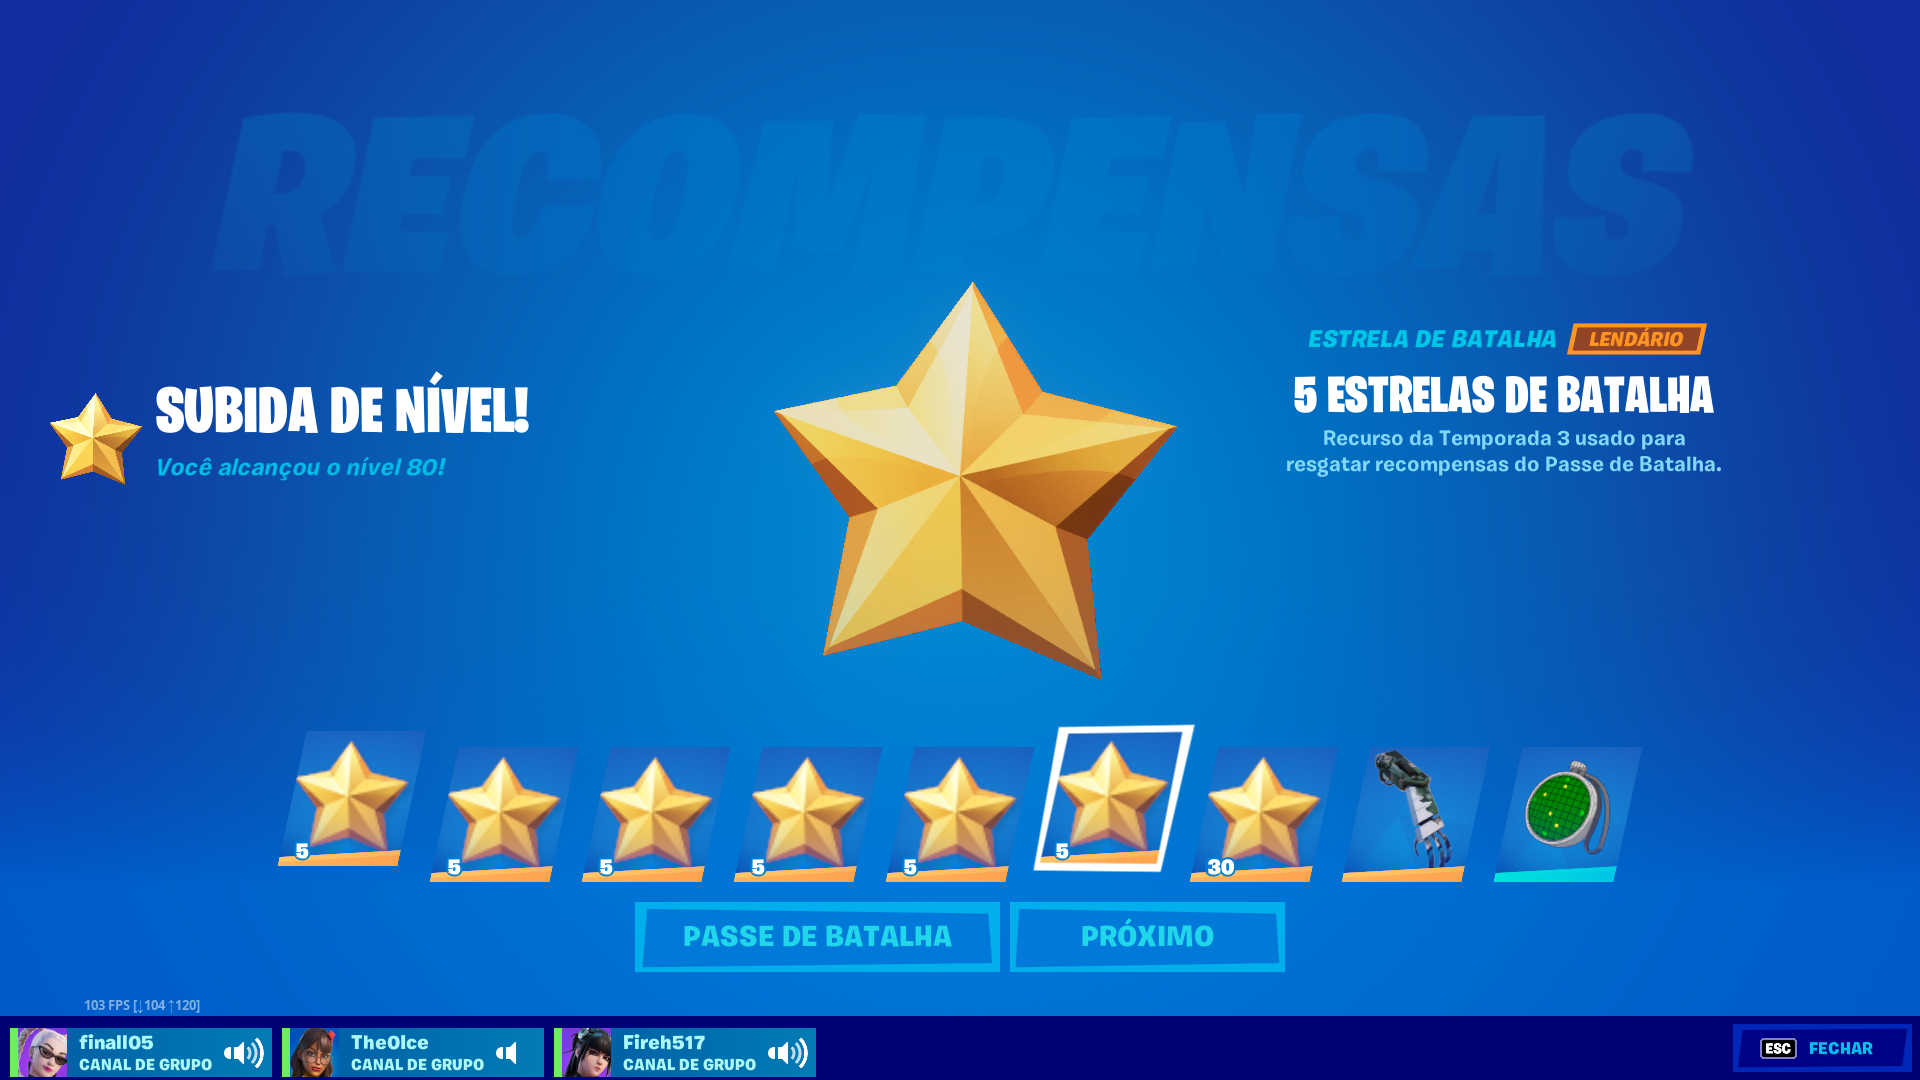 RECOMPENSAS
SUBIDA DE NÍVEL!
Você alcançou o nível 80!
ESTRELA DE BATALHA LENDÁRIO
5 ESTRELAS DE BATALHA
Recurso da Temporada 3 usado para
resgatar recompensas do Passe de Batalha.
5 5 5 5 5 5 30
PASSE DE BATALHA PRÓXIMO
103 FPS [↓104 ↑120]
finall05
CANAL DE GRUPO
TheOIce
CANAL DE GRUPO
Fireh517
CANAL DE GRUPO
ESC FECHAR